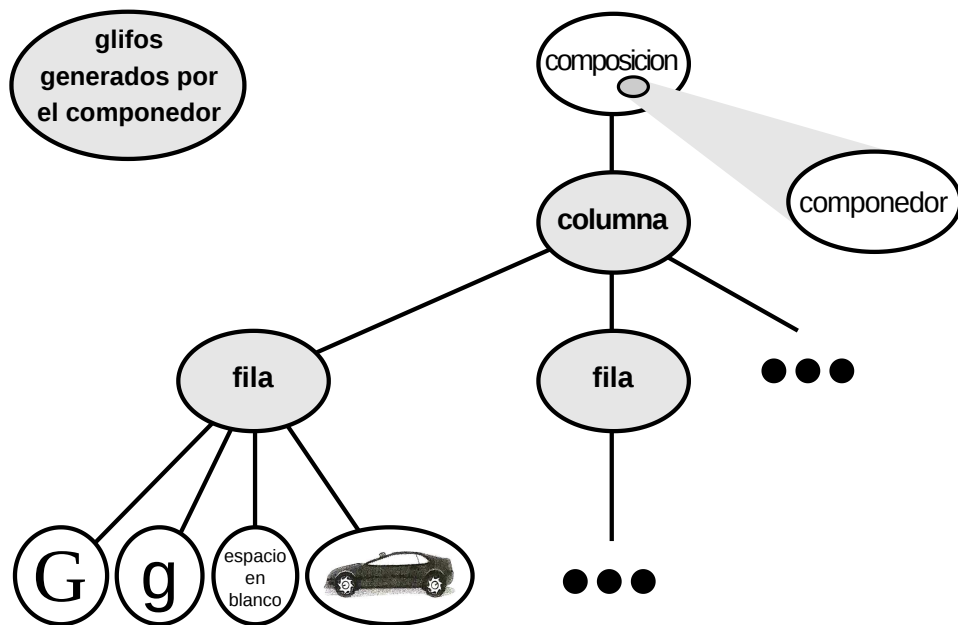 glifos
generados por
el componedor
composicion
componedor
columna
fila
fila
G
g
espacio
en
blanco